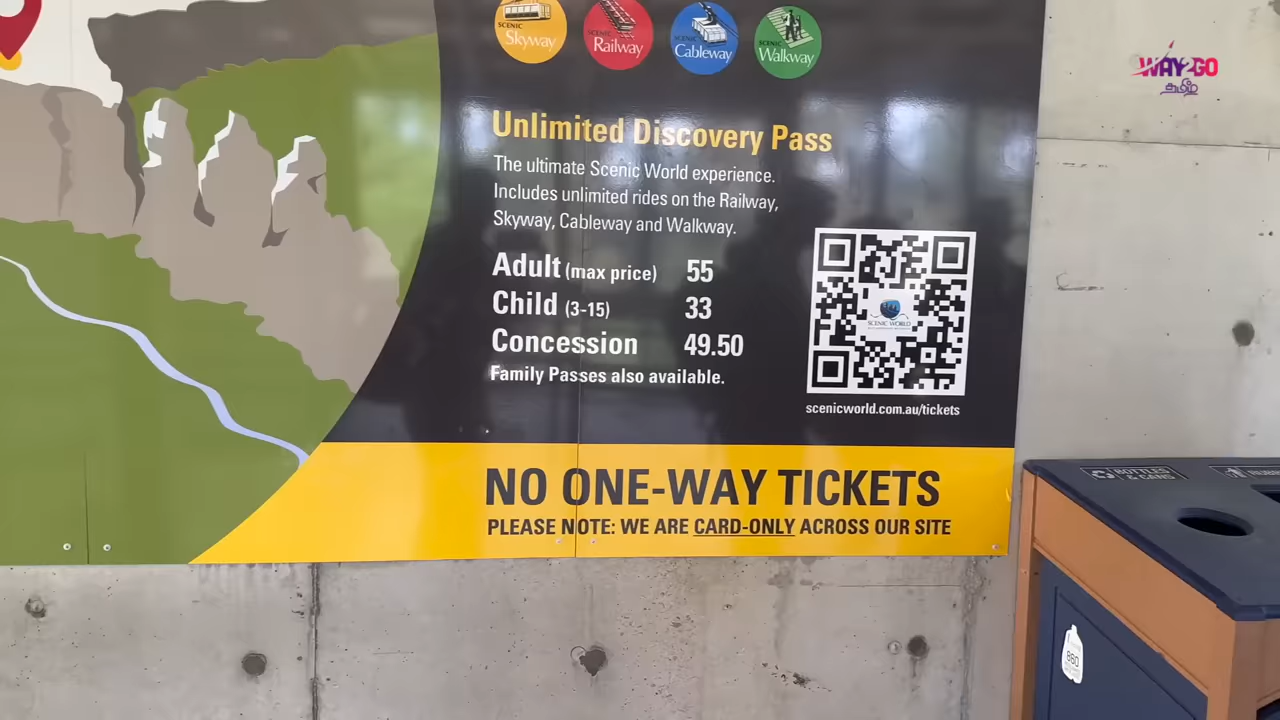 SCENIC
Skyway
SCENIC
Railway
SCENIC
Cableway
SCENIC
Walkway
WAY2GO
தமிழ்
Unlimited Discovery Pass
The ultimate Scenic World experience.
Includes unlimited rides on the Railway,
Skyway, Cableway and Walkway.
Adult (max price) 55
Child (3-15) 33
Concession 49.50
Family Passes also available.
SCENIC WORLD
scenicworld.com.au/tickets
NO ONE-WAY TICKETS
PLEASE NOTE: WE ARE CARD-ONLY ACROSS OUR SITE
BOTTLES
& CANS
860